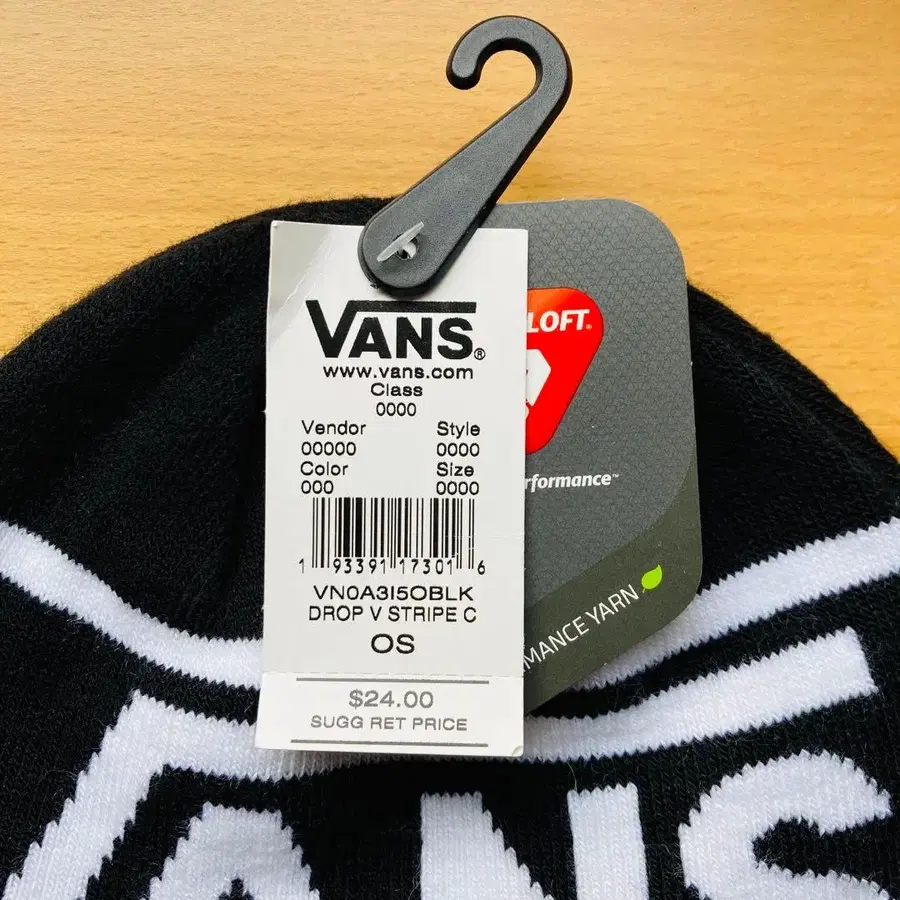 VANS®
www.vans.com
Class
0000
Vendor Style
00000 0000
Color Size
000 0000
1 93391 17301 6
VN0A3I5OBLK
DROP V STRIPE C
OS
$24.00
SUGG RET PRICE
LOFT®
rformance™
MANCE YARN
VANS